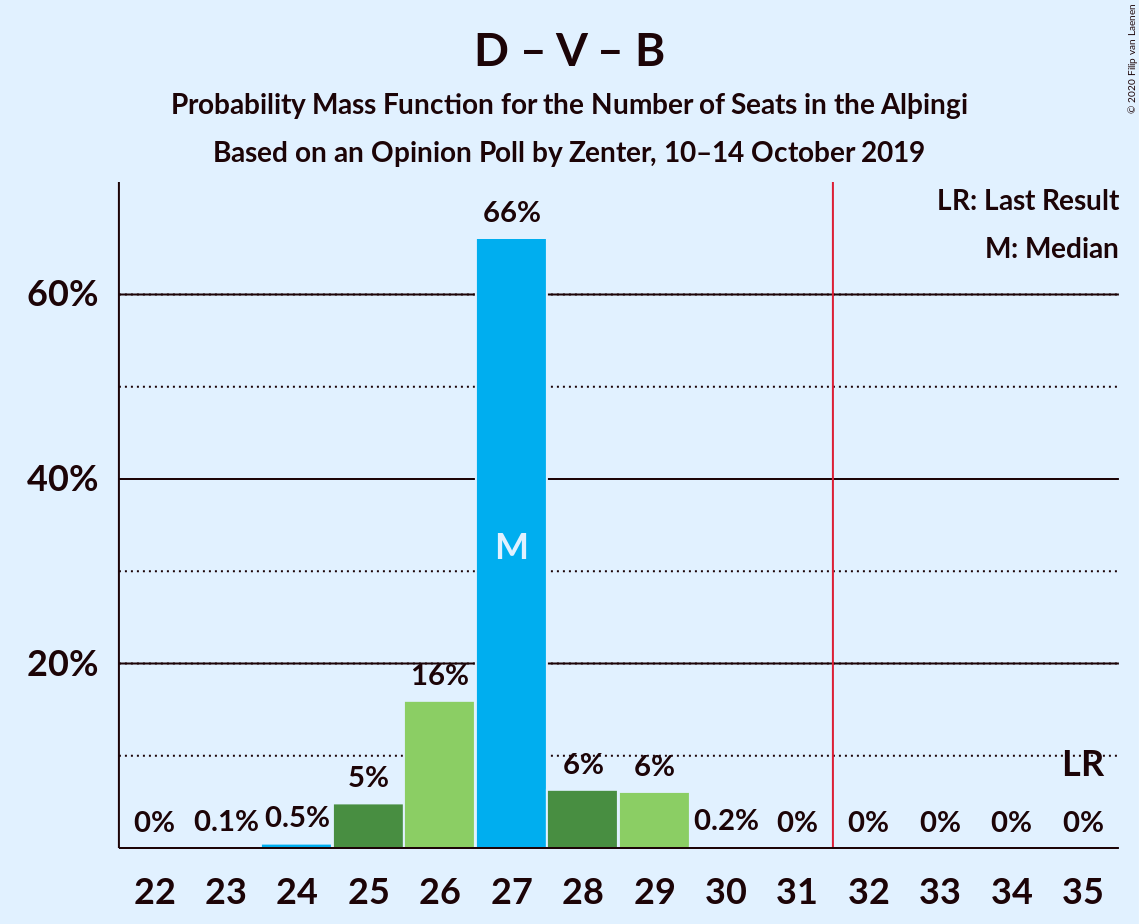 D – V – B
Probability Mass Function for the Number of Seats in the Alþingi
Based on an Opinion Poll by Zenter, 10–14 October 2019
© 2020 Filip van Laenen
LR: Last Result
M: Median
60%
40%
20%
0%
0.1%
0.5%
5%
16%
66%
M
6%
6%
0.2%
0%
0%
0%
0%
LR
0%
22 23 24 25 26 27 28 29 30 31 32 33 34 35